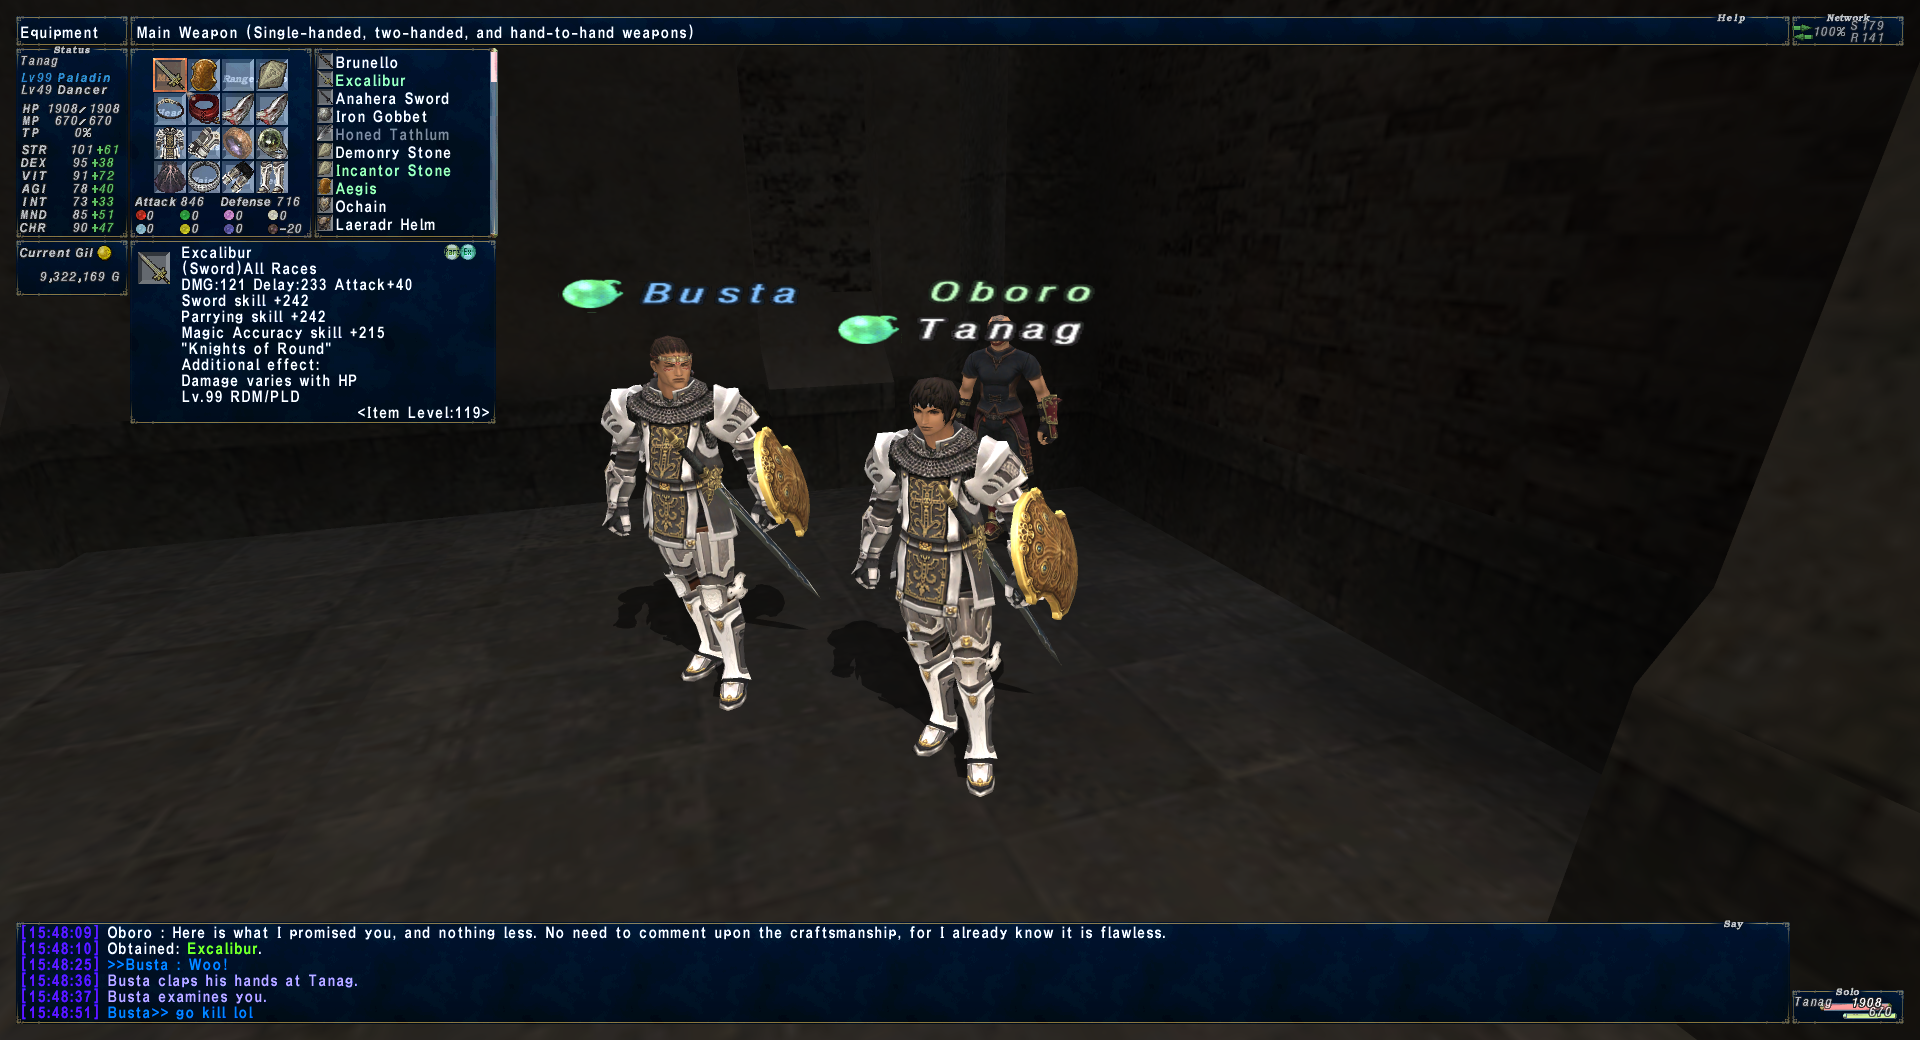 Equipment
Main Weapon (Single-handed, two-handed, and hand-to-hand weapons)
Help
Network
100% S 179
R 141
Status
Tanag
Lv99 Paladin
Lv49 Dancer
HP 1908/1908
MP 670/670
TP 0%
STR 101 +61
DEX 95 +38
VIT 91 +72
AGI 78 +40
INT 73 +33
MND 85 +51
CHR 90 +47
Range
Attack 846 Defense 716
0 0 0 0
0 0 0 -20
Brunello
Excalibur
Anahera Sword
Iron Gobbet
Honed Tathlum
Demonry Stone
Incantor Stone
Aegis
Ochain
Laeradr Helm
Current Gil
9,322,169 G
Excalibur
Rare Ex
(Sword)All Races
DMG:121 Delay:233 Attack+40
Sword skill +242
Parrying skill +242
Magic Accuracy skill +215
"Knights of Round"
Additional effect:
Damage varies with HP
Lv.99 RDM/PLD
<Item Level:119>
Busta
Oboro
Tanag
Say
[15:48:09] Oboro : Here is what I promised you, and nothing less. No need to comment upon the craftsmanship, for I already know it is flawless.
[15:48:10] Obtained: Excalibur.
[15:48:25] >>Busta : Woo!
[15:48:36] Busta claps his hands at Tanag.
[15:48:37] Busta examines you.
[15:48:51] Busta>> go kill lol
Solo
Tanag 1908
670